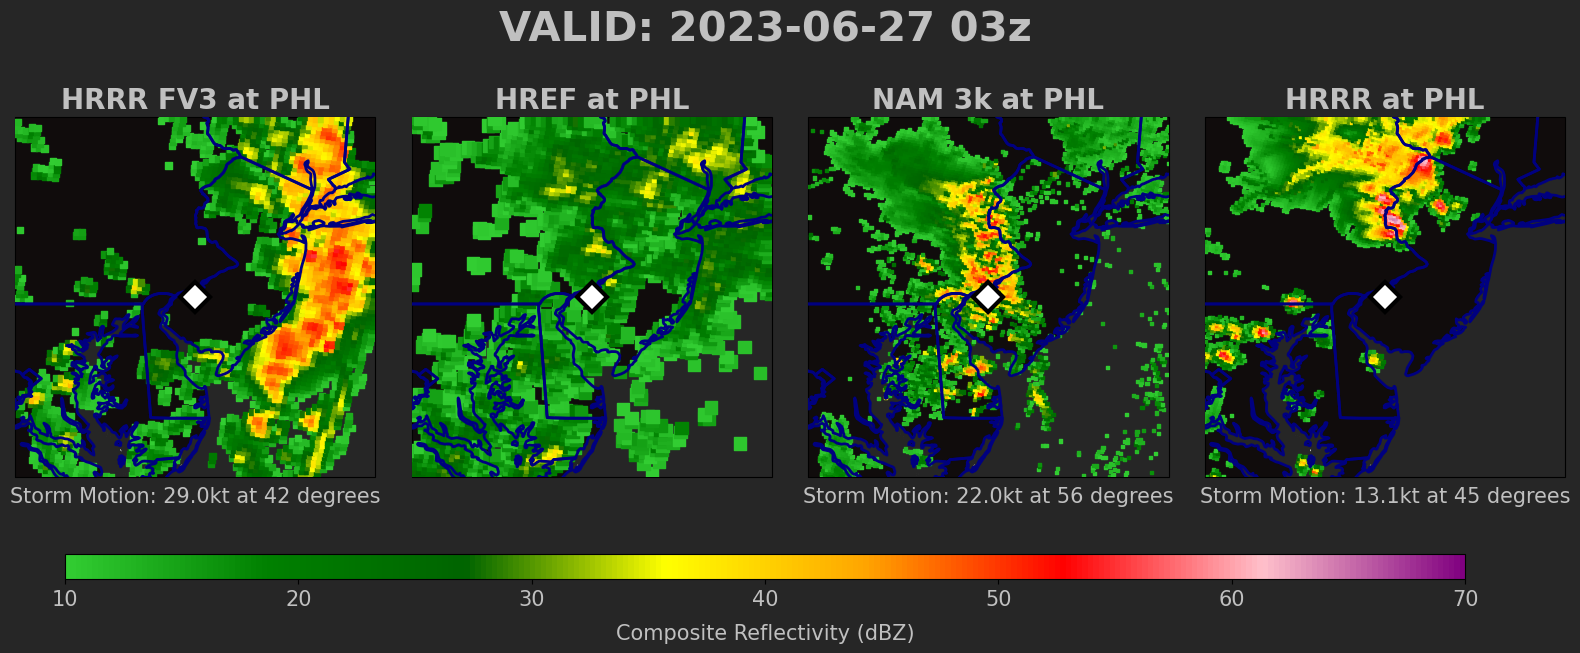 VALID: 2023-06-27 03z
HRRR FV3 at PHL
HREF at PHL
NAM 3k at PHL
HRRR at PHL
Storm Motion: 29.0kt at 42 degrees
Storm Motion: 22.0kt at 56 degrees
Storm Motion: 13.1kt at 45 degrees
10 20 30 40 50 60 70
Composite Reflectivity (dBZ)